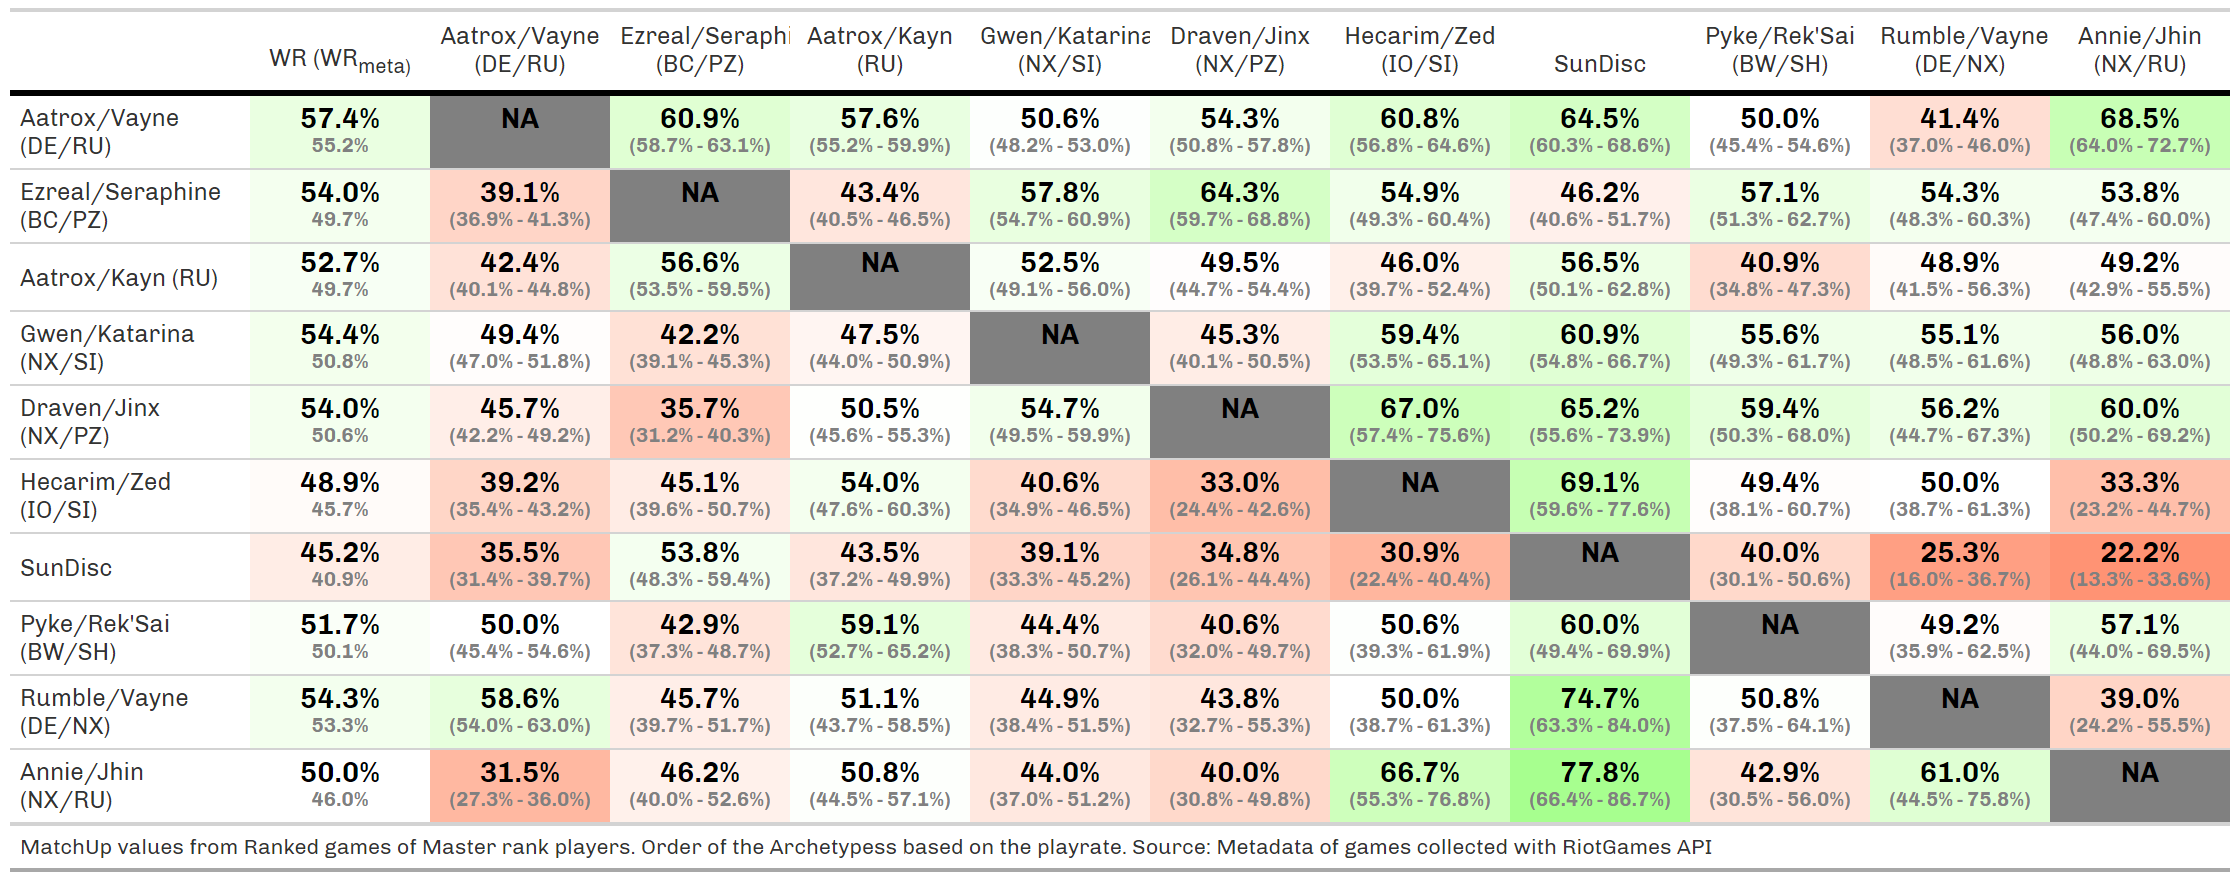 WR (WRmeta) Aatrox/Vayne (DE/RU) Ezreal/Seraphi (BC/PZ) Aatrox/Kayn (RU) Gwen/Katarina (NX/SI) Draven/Jinx (NX/PZ) Hecarim/Zed (IO/SI) SunDisc Pyke/Rek'Sai (BW/SH) Rumble/Vayne (DE/NX) Annie/Jhin (NX/RU)
Aatrox/Vayne 57.4% NA 60.9% 57.6% 50.6% 54.3% 60.8% 64.5% 50.0% 41.4% 68.5%
(DE/RU) 55.2% (58.7% - 63.1%) (55.2% - 59.9%) (48.2% - 53.0%) (50.8% - 57.8%) (56.8% - 64.6%) (60.3% - 68.6%) (45.4% - 54.6%) (37.0% - 46.0%) (64.0% - 72.7%)
Ezreal/Seraphine 54.0% 39.1% NA 43.4% 57.8% 64.3% 54.9% 46.2% 57.1% 54.3% 53.8%
(BC/PZ) 49.7% (36.9% - 41.3%) (40.5% - 46.5%) (54.7% - 60.9%) (59.7% - 68.8%) (49.3% - 60.4%) (40.6% - 51.7%) (51.3% - 62.7%) (48.3% - 60.3%) (47.4% - 60.0%)
Aatrox/Kayn (RU) 52.7% 42.4% 56.6% NA 52.5% 49.5% 46.0% 56.5% 40.9% 48.9% 49.2%
49.7% (40.1% - 44.8%) (53.5% - 59.5%) (49.1% - 56.0%) (44.7% - 54.4%) (39.7% - 52.4%) (50.1% - 62.8%) (34.8% - 47.3%) (41.5% - 56.3%) (42.9% - 55.5%)
Gwen/Katarina 54.4% 49.4% 42.2% 47.5% NA 45.3% 59.4% 60.9% 55.6% 55.1% 56.0%
(NX/SI) 50.8% (47.0% - 51.8%) (39.1% - 45.3%) (44.0% - 50.9%) (40.1% - 50.5%) (53.5% - 65.1%) (54.8% - 66.7%) (49.3% - 61.7%) (48.5% - 61.6%) (48.8% - 63.0%)
Draven/Jinx 54.0% 45.7% 35.7% 50.5% 54.7% NA 67.0% 65.2% 59.4% 56.2% 60.0%
(NX/PZ) 50.6% (42.2% - 49.2%) (31.2% - 40.3%) (45.6% - 55.3%) (49.5% - 59.9%) (57.4% - 75.6%) (55.6% - 73.9%) (50.3% - 68.0%) (44.7% - 67.3%) (50.2% - 69.2%)
Hecarim/Zed 48.9% 39.2% 45.1% 54.0% 40.6% 33.0% NA 69.1% 49.4% 50.0% 33.3%
(IO/SI) 45.7% (35.4% - 43.2%) (39.6% - 50.7%) (47.6% - 60.3%) (34.9% - 46.5%) (24.4% - 42.6%) (59.6% - 77.6%) (38.1% - 60.7%) (38.7% - 61.3%) (23.2% - 44.7%)
SunDisc 45.2% 35.5% 53.8% 43.5% 39.1% 34.8% 30.9% NA 40.0% 25.3% 22.2%
40.9% (31.4% - 39.7%) (48.3% - 59.4%) (37.2% - 49.9%) (33.3% - 45.2%) (26.1% - 44.4%) (22.4% - 40.4%) (30.1% - 50.6%) (16.0% - 36.7%) (13.3% - 33.6%)
Pyke/Rek'Sai 51.7% 50.0% 42.9% 59.1% 44.4% 40.6% 50.6% 60.0% NA 49.2% 57.1%
(BW/SH) 50.1% (45.4% - 54.6%) (37.3% - 48.7%) (52.7% - 65.2%) (38.3% - 50.7%) (32.0% - 49.7%) (39.3% - 61.9%) (49.4% - 69.9%) (35.9% - 62.5%) (44.0% - 69.5%)
Rumble/Vayne 54.3% 58.6% 45.7% 51.1% 44.9% 43.8% 50.0% 74.7% 50.8% NA 39.0%
(DE/NX) 53.3% (54.0% - 63.0%) (39.7% - 51.7%) (43.7% - 58.5%) (38.4% - 51.5%) (32.7% - 55.3%) (38.7% - 61.3%) (63.3% - 84.0%) (37.5% - 64.1%) (24.2% - 55.5%)
Annie/Jhin 50.0% 31.5% 46.2% 50.8% 44.0% 40.0% 66.7% 77.8% 42.9% 61.0% NA
(NX/RU) 46.0% (27.3% - 36.0%) (40.0% - 52.6%) (44.5% - 57.1%) (37.0% - 51.2%) (30.8% - 49.8%) (55.3% - 76.8%) (66.4% - 86.7%) (30.5% - 56.0%) (44.5% - 75.8%)
MatchUp values from Ranked games of Master rank players. Order of the Archetypess based on the playrate. Source: Metadata of games collected with RiotGames API